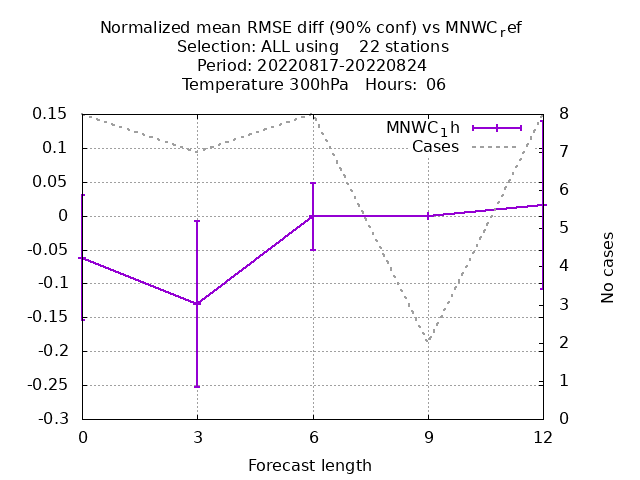 Normalized mean RMSE diff (90% conf) vs MNWCref
Selection: ALL using    22 stations
Period: 20220817-20220824
Temperature 300hPa   Hours:  06
MNWC1h
Cases
0.15
0.1
0.05
0
-0.05
-0.1
-0.15
-0.2
-0.25
-0.3
8
7
6
5
4
3
2
1
0
No cases
0 3 6 9 12
Forecast length